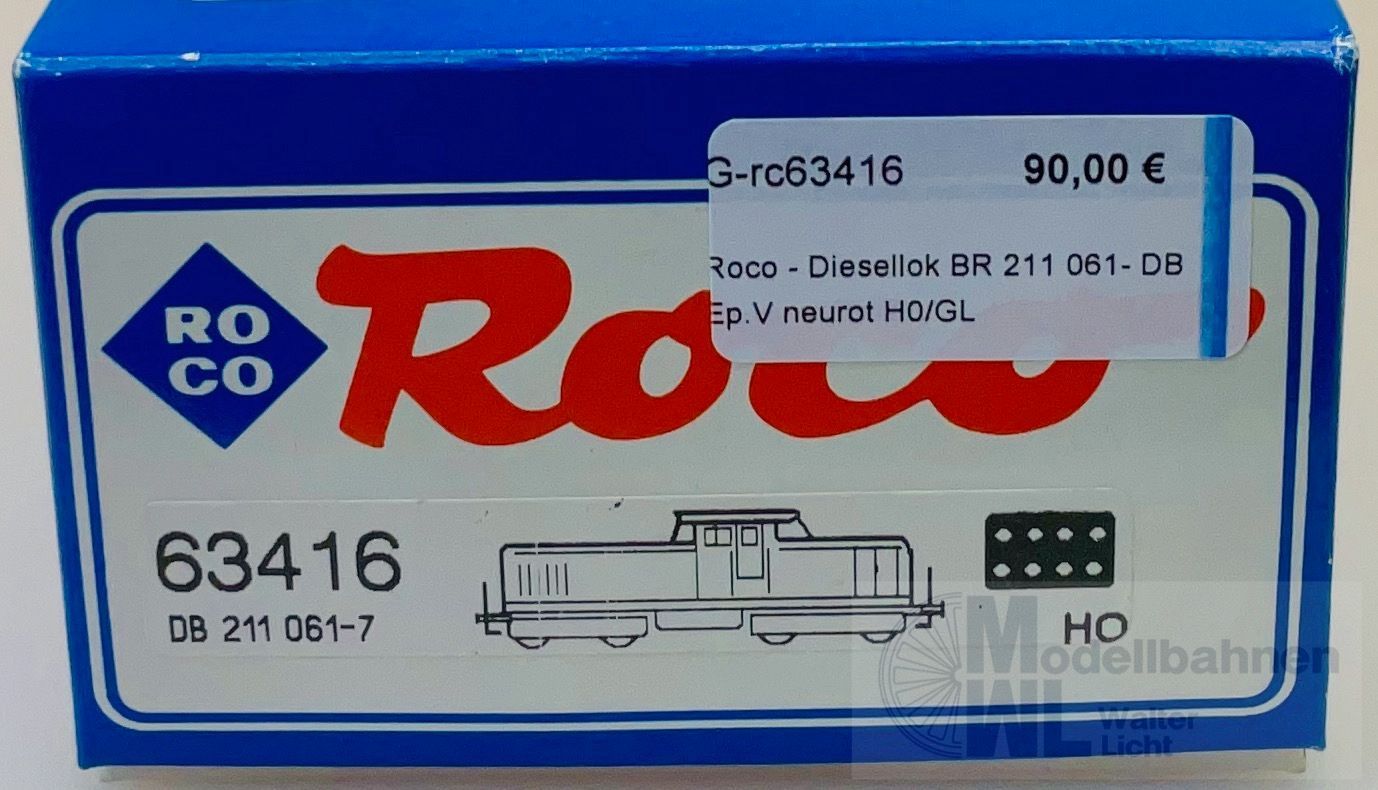 G-rc63416 90,00 €
Roco - Diesellok BR 211 061- DB
Ep.V neurot H0/GL
RO
CO
Roco
63416
DB 211 061-7
HO
Modellbahnen
WL Walter
Licht